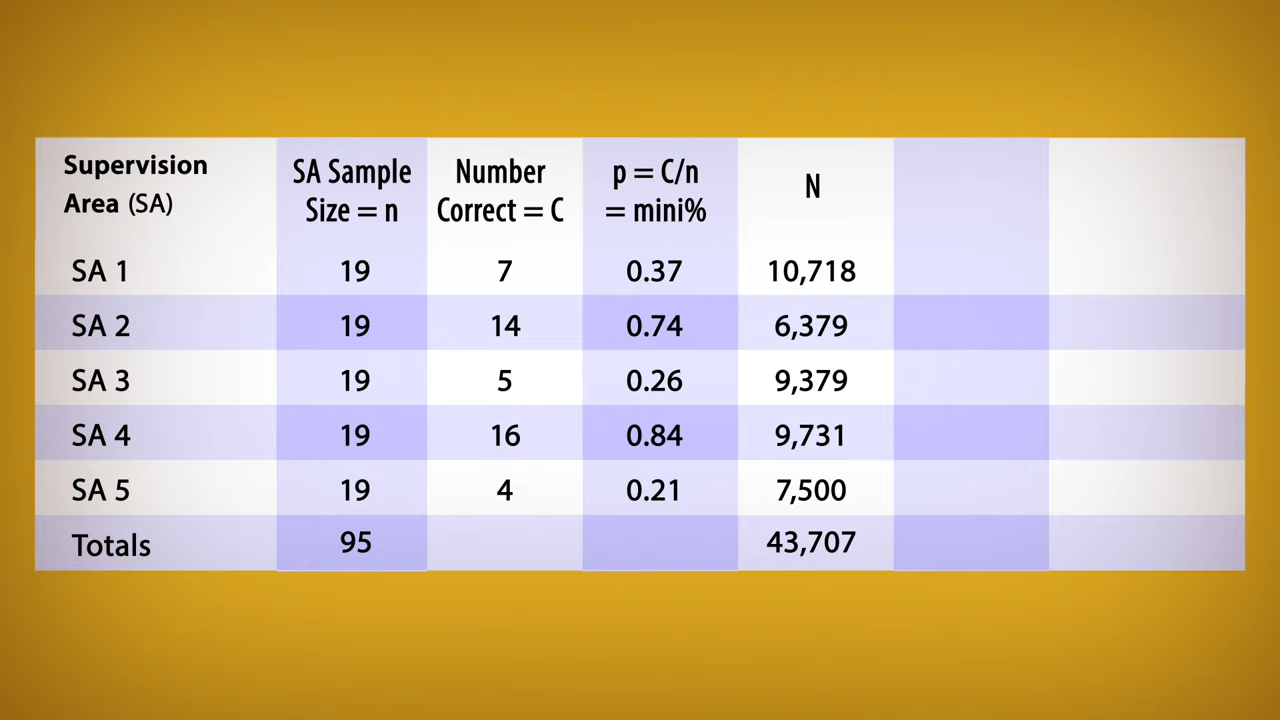 Supervision Area (SA) SA Sample Size = n Number Correct = C p = C/n = mini% N
SA 1 19 7 0.37 10,718
SA 2 19 14 0.74 6,379
SA 3 19 5 0.26 9,379
SA 4 19 16 0.84 9,731
SA 5 19 4 0.21 7,500
Totals 95 43,707